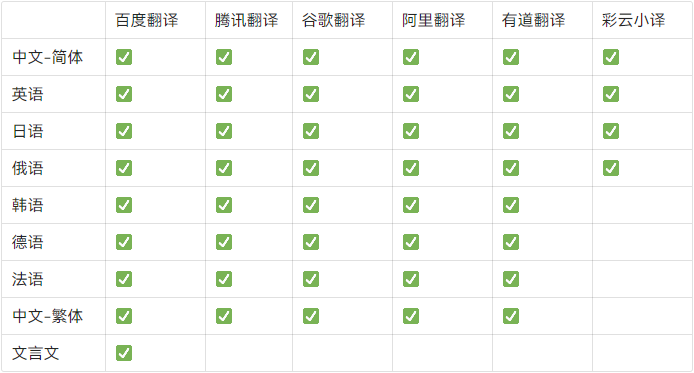 百度翻译 腾讯翻译 谷歌翻译 阿里翻译 有道翻译 彩云小译
中文-简体 ✅ ✅ ✅ ✅ ✅ ✅
英语 ✅ ✅ ✅ ✅ ✅ ✅
日语 ✅ ✅ ✅ ✅ ✅ ✅
俄语 ✅ ✅ ✅ ✅ ✅ ✅
韩语 ✅ ✅ ✅ ✅ ✅
德语 ✅ ✅ ✅ ✅ ✅
法语 ✅ ✅ ✅ ✅ ✅
中文-繁体 ✅ ✅ ✅ ✅ ✅
文言文 ✅